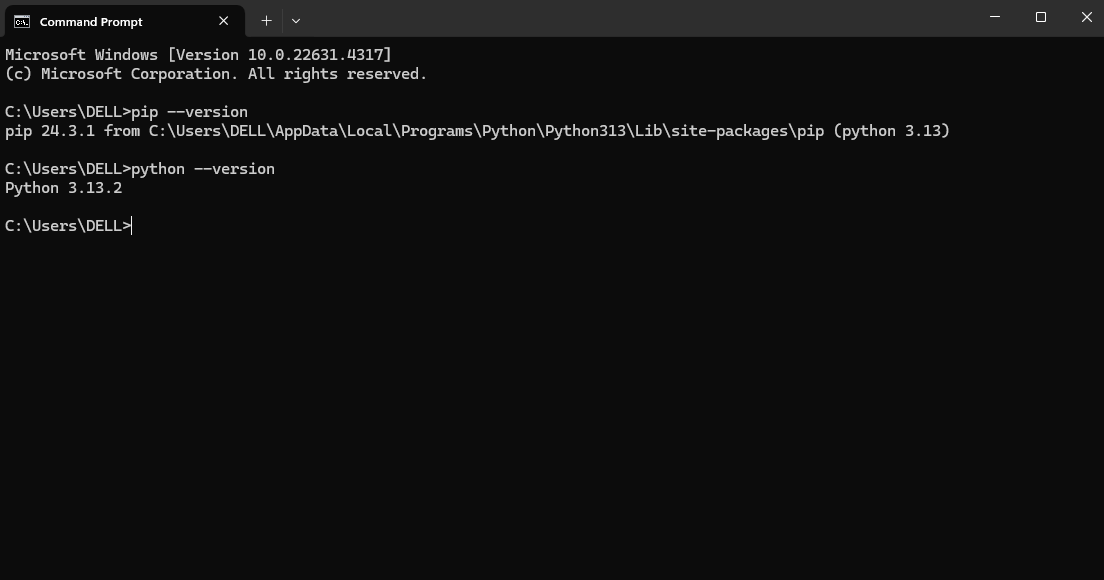 Command Prompt
Microsoft Windows [Version 10.0.22631.4317]
(c) Microsoft Corporation. All rights reserved.
C:\Users\DELL>pip --version
pip 24.3.1 from C:\Users\DELL\AppData\Local\Programs\Python\Python313\Lib\site-packages\pip (python 3.13)
C:\Users\DELL>python --version
Python 3.13.2
C:\Users\DELL>